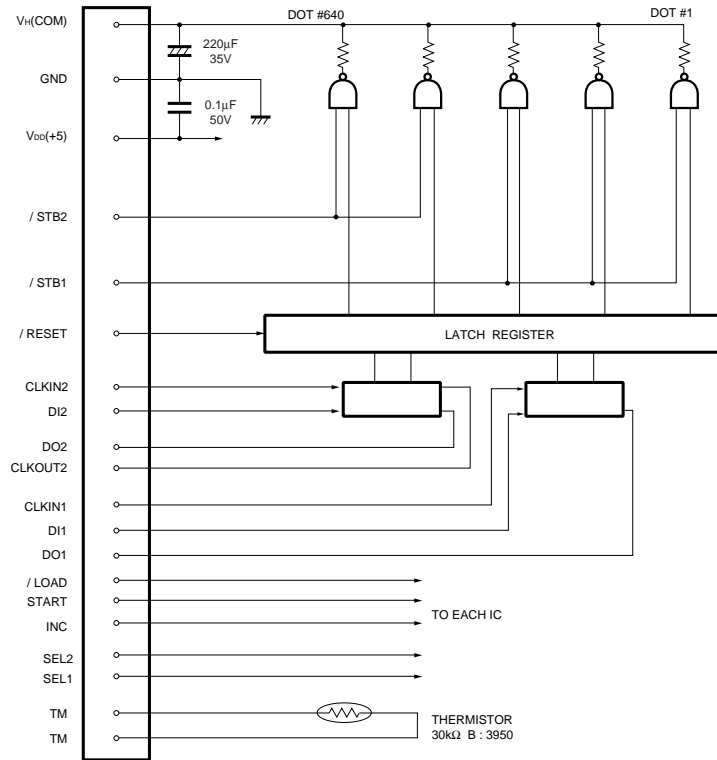 VH(COM)
DOT #640
DOT #1
220µF
35V
GND
0.1µF
50V
VDD(+5)
/ STB2
/ STB1
/ RESET
LATCH REGISTER
CLKIN2
DI2
DO2
CLKOUT2
CLKIN1
DI1
DO1
/ LOAD
START
INC
TO EACH IC
SEL2
SEL1
TM
TM
THERMISTOR
30kΩ B : 3950